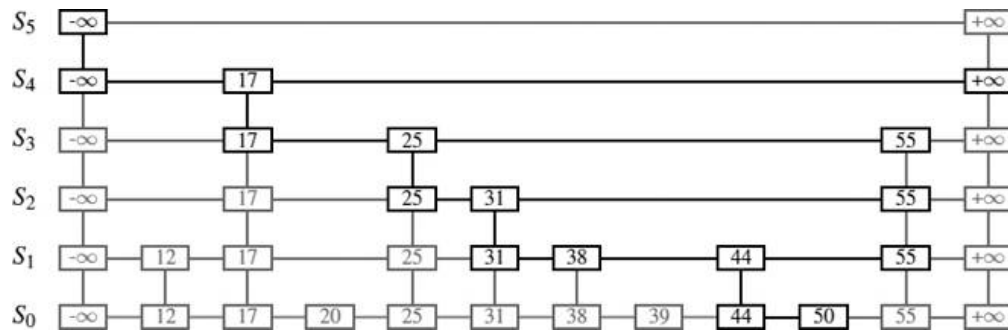 S5 -∞ +∞
S4 -∞ 17 +∞
S3 -∞ 17 25 55 +∞
S2 -∞ 17 25 31 55 +∞
S1 -∞ 12 17 25 31 38 44 55 +∞
S0 -∞ 12 17 20 25 31 38 39 44 50 55 +∞